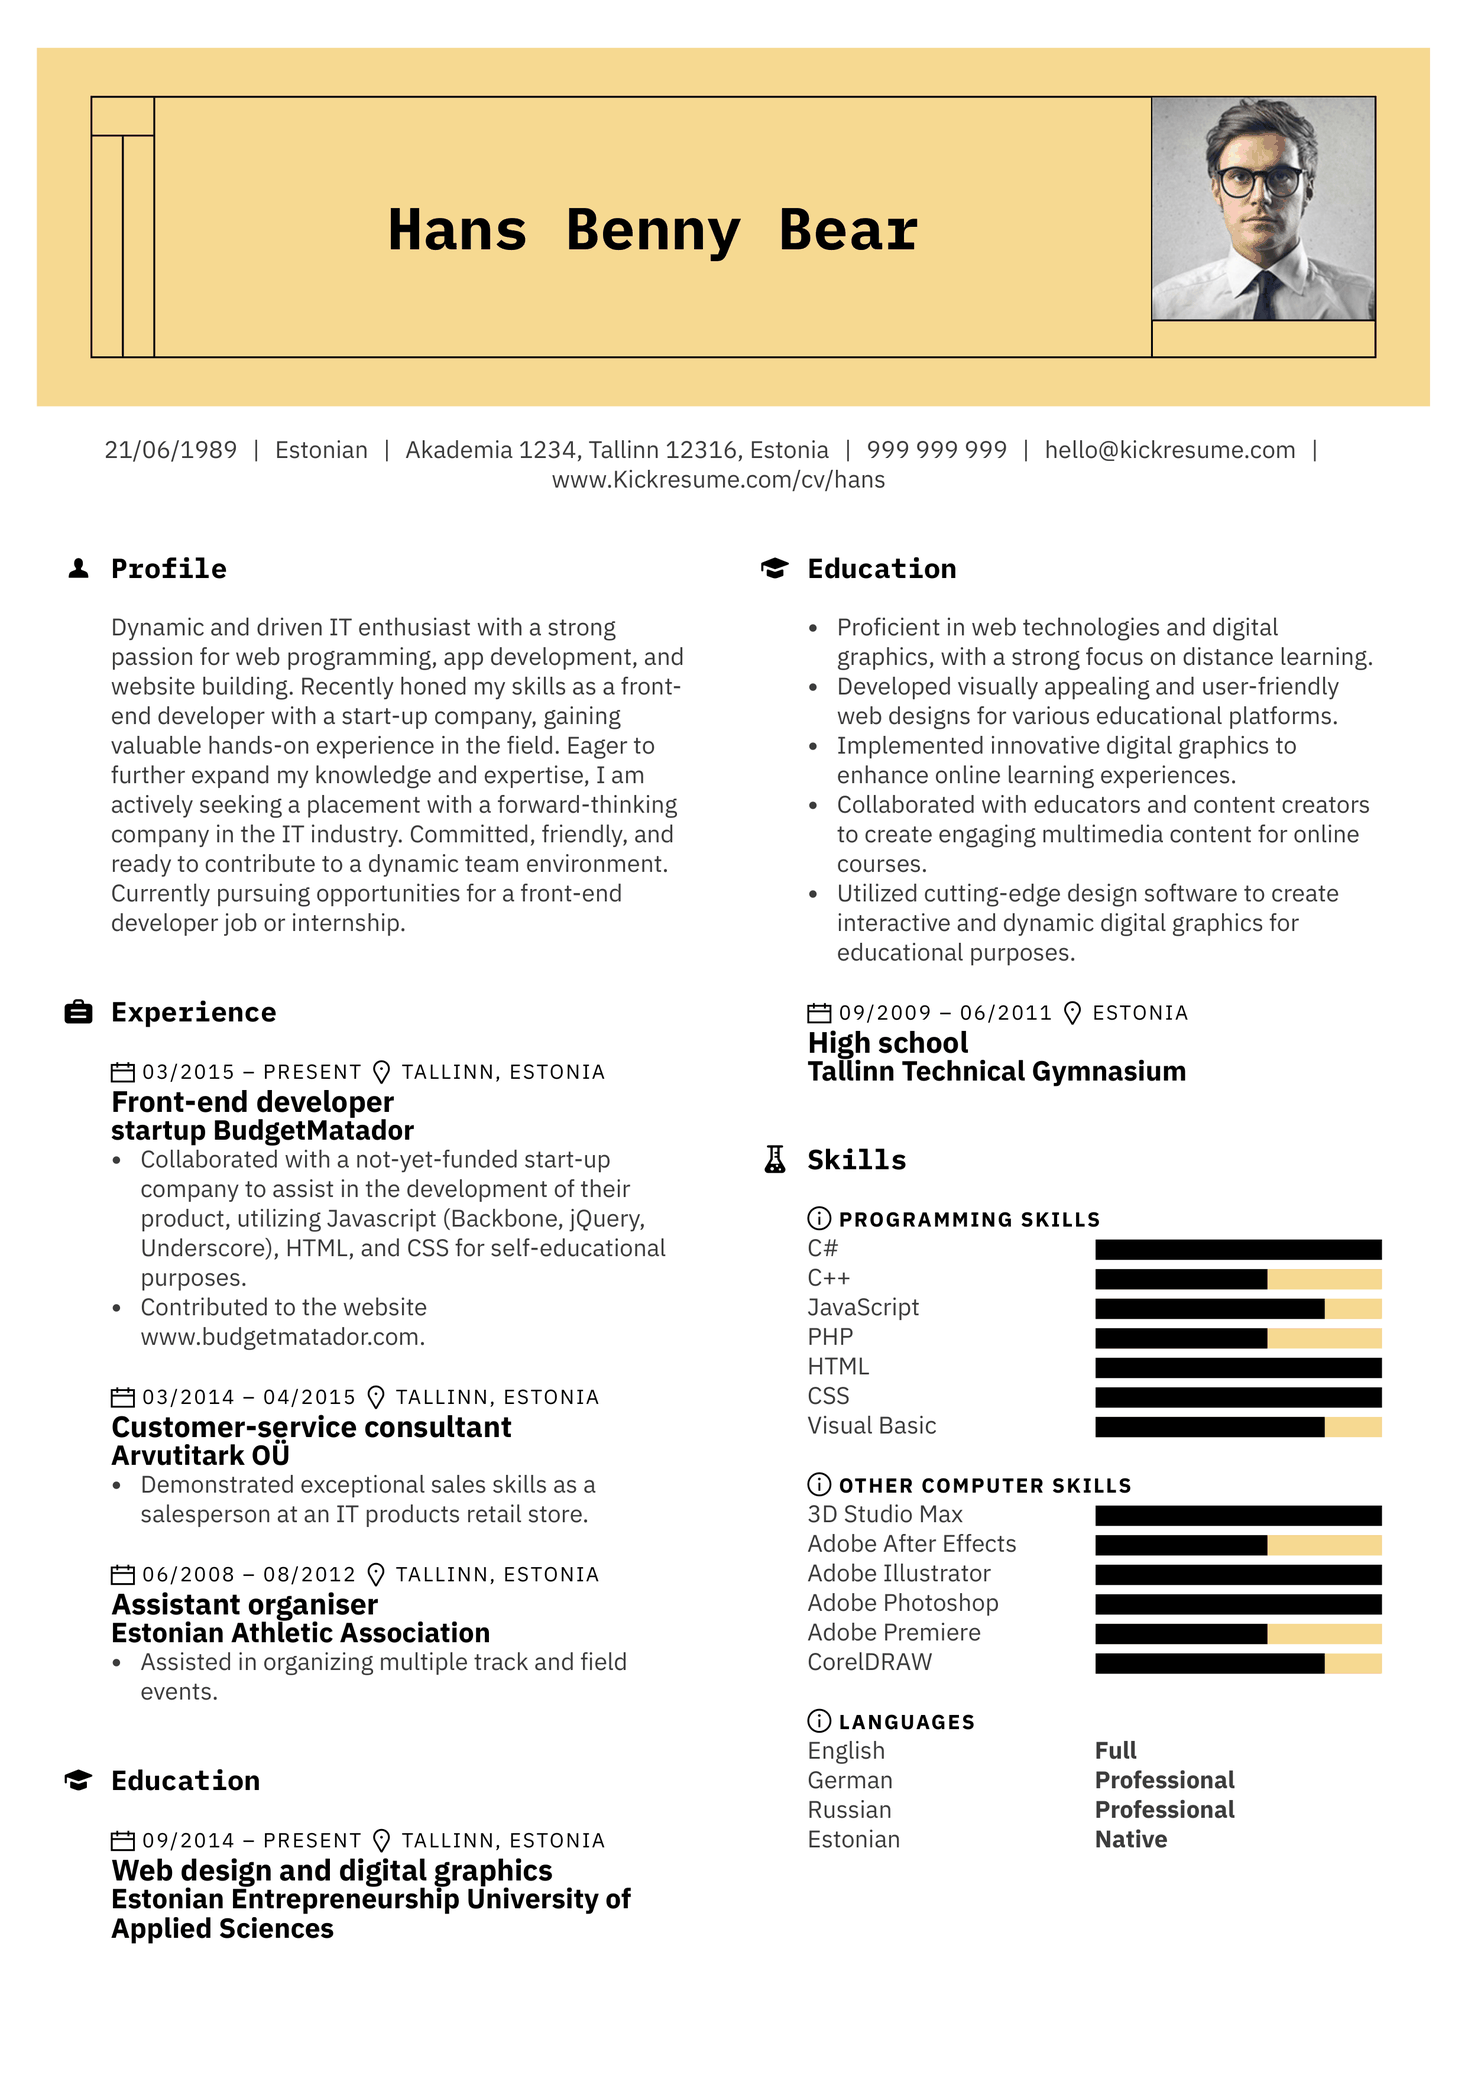 Hans Benny Bear
21/06/1989 | Estonian | Akademia 1234, Tallinn 12316, Estonia | 999 999 999 | hello@kickresume.com |
www.Kickresume.com/cv/hans
Profile
Dynamic and driven IT enthusiast with a strong
passion for web programming, app development, and
website building. Recently honed my skills as a front-
end developer with a start-up company, gaining
valuable hands-on experience in the field. Eager to
further expand my knowledge and expertise, I am
actively seeking a placement with a forward-thinking
company in the IT industry. Committed, friendly, and
ready to contribute to a dynamic team environment.
Currently pursuing opportunities for a front-end
developer job or internship.
Experience
03/2015 – PRESENT TALLINN, ESTONIA
Front-end developer
startup BudgetMatador
• Collaborated with a not-yet-funded start-up
company to assist in the development of their
product, utilizing Javascript (Backbone, jQuery,
Underscore), HTML, and CSS for self-educational
purposes.
• Contributed to the website
www.budgetmatador.com.
03/2014 – 04/2015 TALLINN, ESTONIA
Customer-service consultant
Arvutitark OÜ
• Demonstrated exceptional sales skills as a
salesperson at an IT products retail store.
06/2008 – 08/2012 TALLINN, ESTONIA
Assistant organiser
Estonian Athletic Association
• Assisted in organizing multiple track and field
events.
Education
09/2014 – PRESENT TALLINN, ESTONIA
Web design and digital graphics
Estonian Entrepreneurship University of
Applied Sciences
Education
• Proficient in web technologies and digital
graphics, with a strong focus on distance learning.
• Developed visually appealing and user-friendly
web designs for various educational platforms.
• Implemented innovative digital graphics to
enhance online learning experiences.
• Collaborated with educators and content creators
to create engaging multimedia content for online
courses.
• Utilized cutting-edge design software to create
interactive and dynamic digital graphics for
educational purposes.
09/2009 – 06/2011 ESTONIA
High school
Tallinn Technical Gymnasium
Skills
PROGRAMMING SKILLS
C#
C++
JavaScript
PHP
HTML
CSS
Visual Basic
OTHER COMPUTER SKILLS
3D Studio Max
Adobe After Effects
Adobe Illustrator
Adobe Photoshop
Adobe Premiere
CorelDRAW
LANGUAGES
English Full
German Professional
Russian Professional
Estonian Native